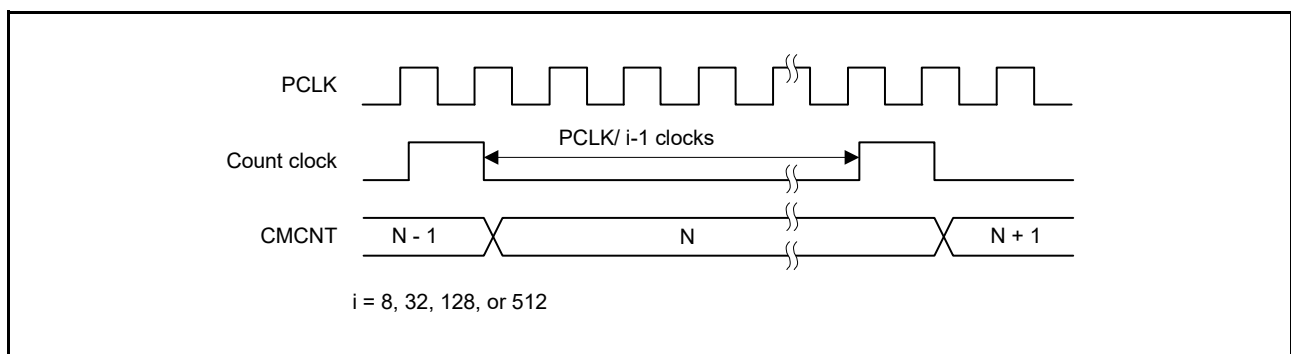 PCLK
PCLK/ i-1 clocks
Count clock
CMCNT
N - 1
N
N + 1
i = 8, 32, 128, or 512